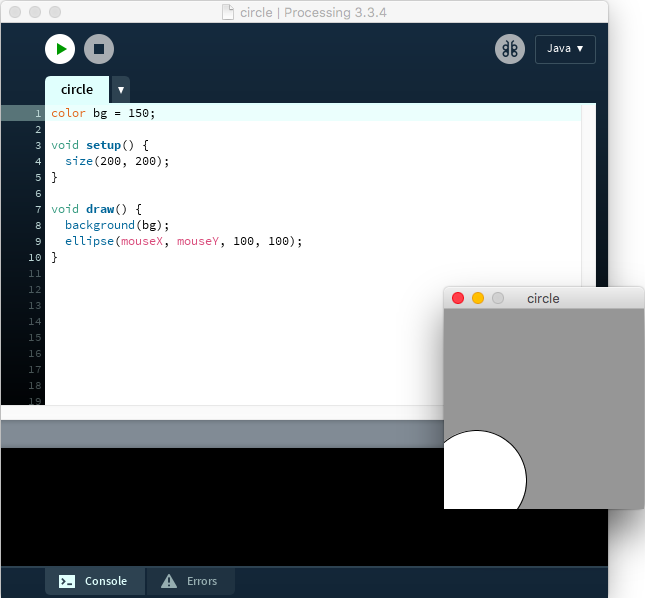 circle | Processing 3.3.4
Java ▼
circle ▼
1 color bg = 150;
2
3 void setup() {
4   size(200, 200);
5 }
6
7 void draw() {
8   background(bg);
9   ellipse(mouseX, mouseY, 100, 100);
10 }
11
12
13
14
15
16
17
18
19
circle
Console
Errors